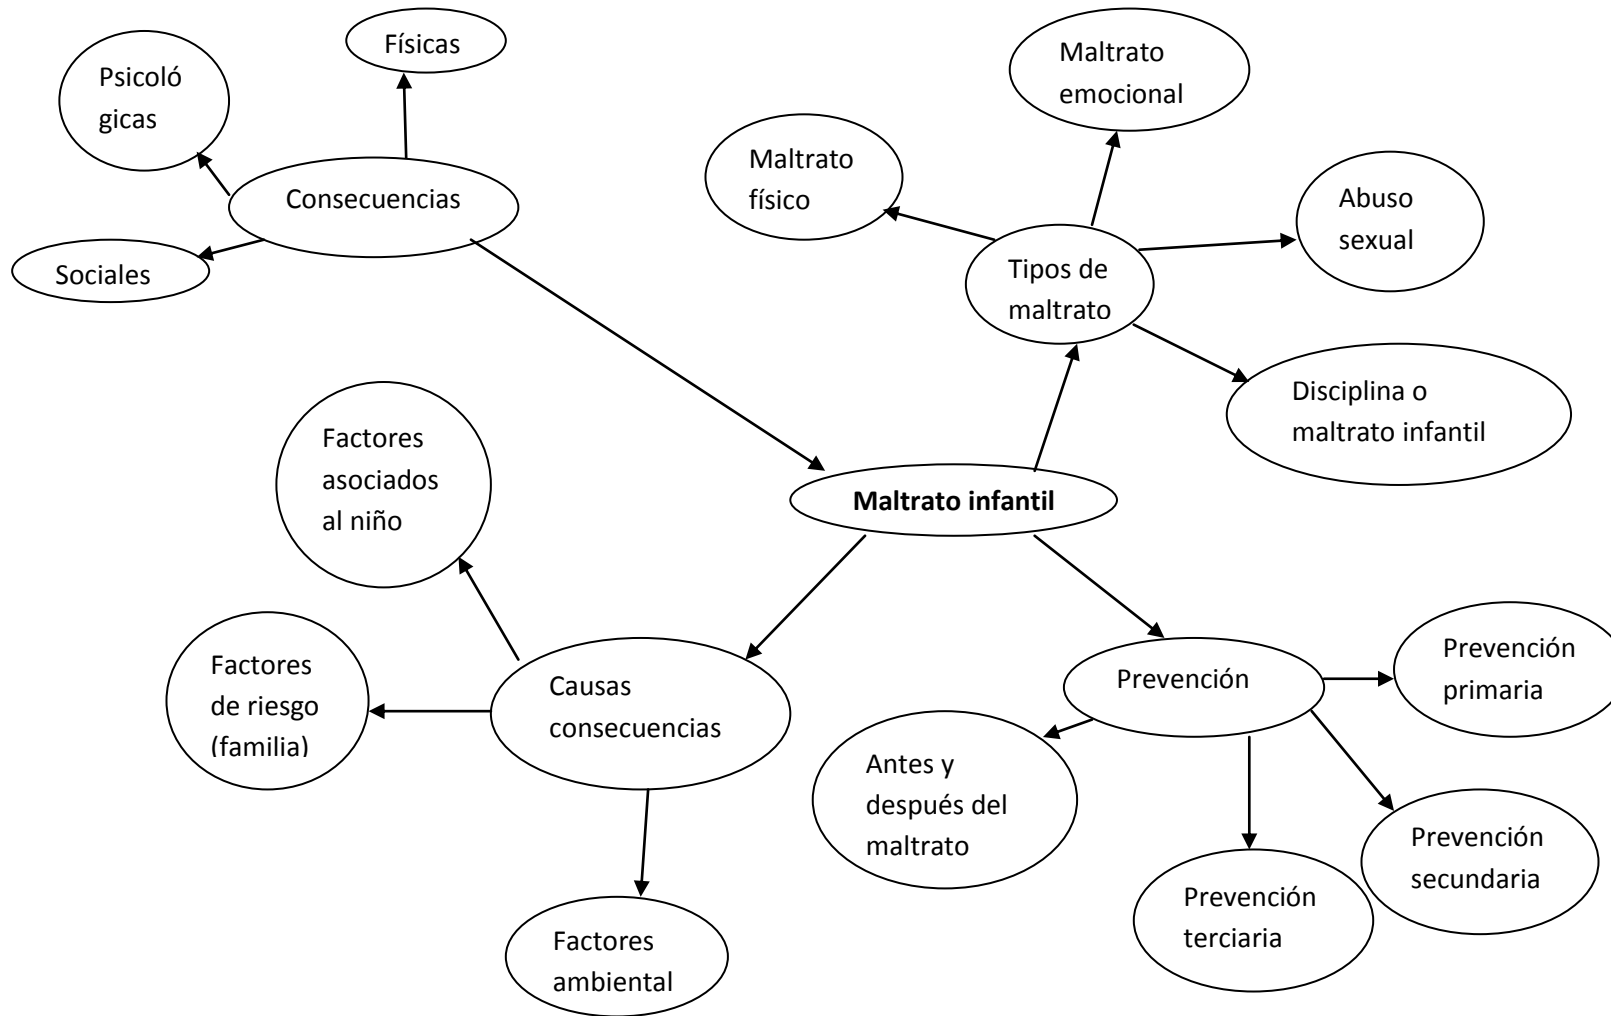 Físicas
Psicoló
gicas
Consecuencias
Sociales
Maltrato
emocional
Maltrato
físico
Abuso
sexual
Tipos de
maltrato
Disciplina o
maltrato infantil
Factores
asociados
al niño
Maltrato infantil
Factores
de riesgo
(familia)
Causas
consecuencias
Prevención
Prevención
primaria
Antes y
después del
maltrato
Prevención
secundaria
Prevención
terciaria
Factores
ambiental